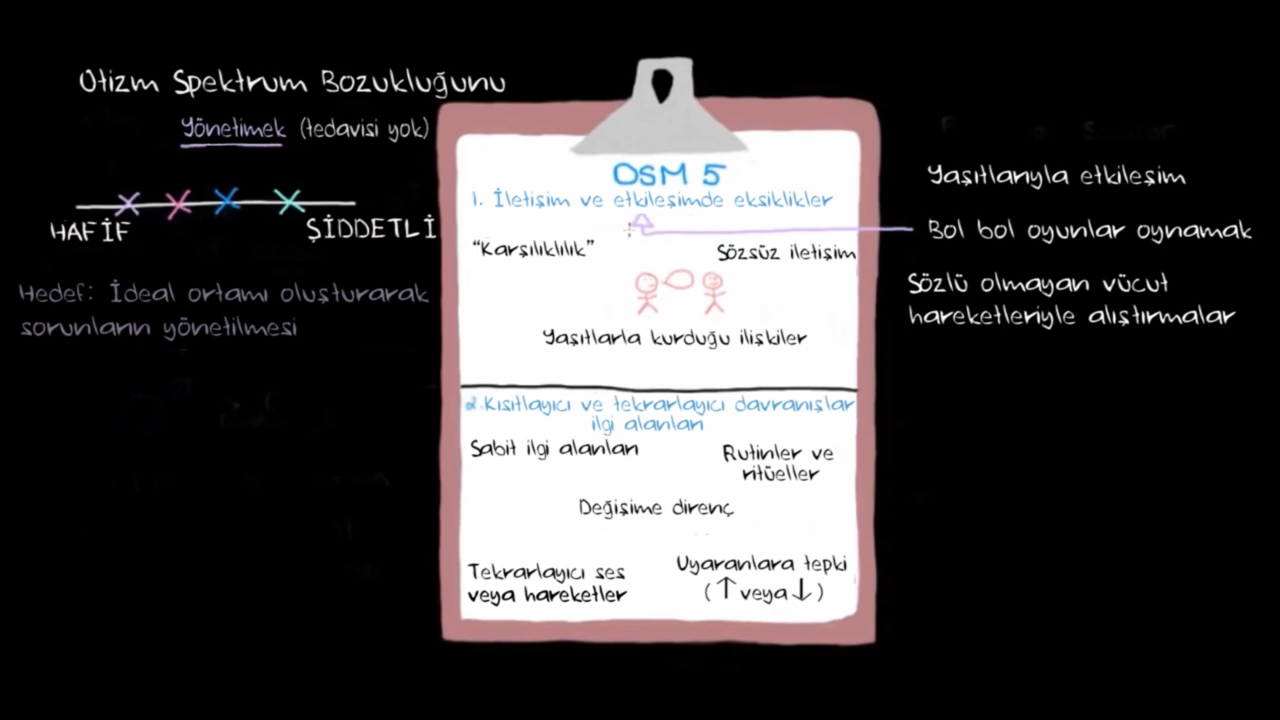 Otizm Spektrum Bozukluğunu
Yönetimek (tedavisi yok)
HAFİF
ŞİDDETLİ
Hedef: İdeal ortamı oluşturarak
sorunların yönetilmesi
OSM 5
1. İletişim ve etkileşimde eksiklikler
"Karşılıklılık"
Sözsüz iletişim
Yaşıtlarla kurduğu ilişkiler
2. Kısıtlayıcı ve tekrarlayıcı davranışlar
ilgi alanları
Sabit ilgi alanları
Rutinler ve
ritüeller
Değişime direnç
Tekrarlayıcı ses
veya hareketler
Uyaranlara tepki
(↑ veya ↓)
Yaşıtlarıyla etkileşim
Bol bol oyunlar oynamak
Sözlü olmayan vücut
hareketleriyle alıştırmalar